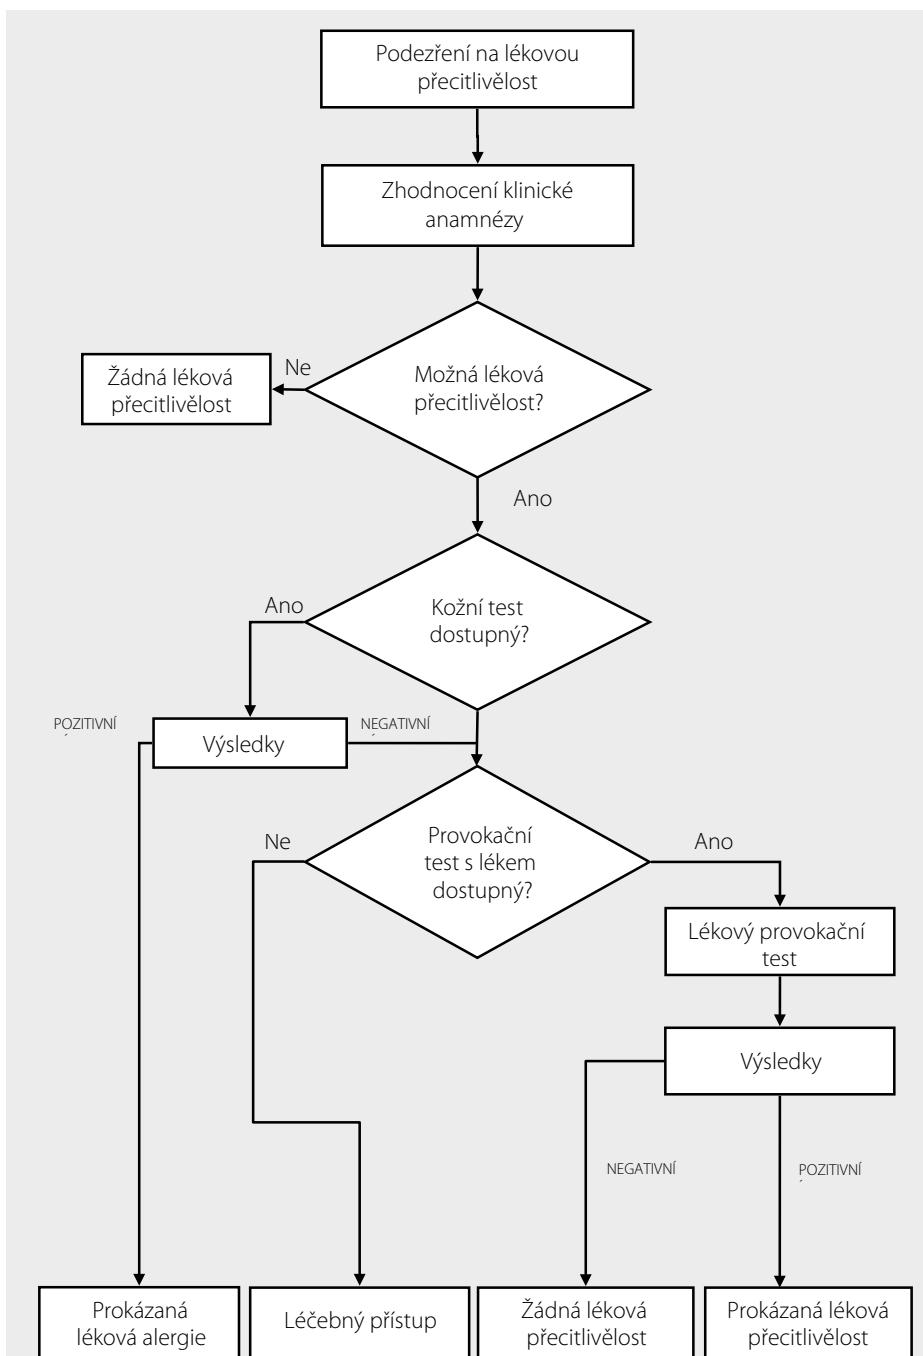 Podezření na lékovou
přecitlivělost
Zhodnocení klinické
anamnézy
Možná léková
přecitlivělost?
Ne
Žádná léková
přecitlivělost
Ano
Kožní test
dostupný?
Ano
POZITIVNÍ
Výsledky
NEGATIVNÍ
Provokační
test s lékem
dostupný?
Ne
Ano
Lékový provokační
test
Výsledky
NEGATIVNÍ
POZITIVNÍ
Prokázaná
léková alergie
Léčebný přístup
Žádná léková
přecitlivělost
Prokázaná léková
přecitlivělost